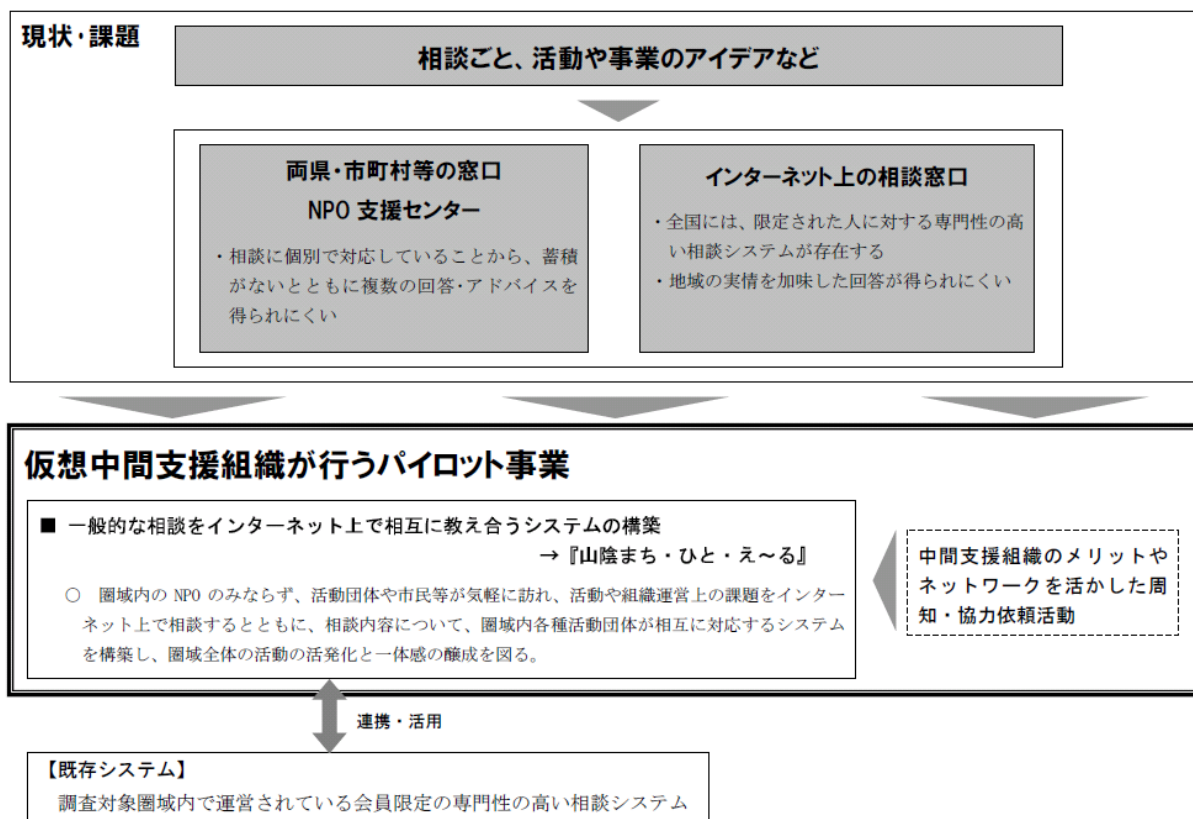 現状・課題
相談ごと、活動や事業のアイデアなど
両県・市町村等の窓口
NPO 支援センター
・相談に個別で対応していることから、蓄積
がないとともに複数の回答・アドバイスを
得られにくい
インターネット上の相談窓口
・全国には、限定された人に対する専門性の高
い相談システムが存在する
・地域の実情を加味した回答が得られにくい
仮想中間支援組織が行うパイロット事業
■ 一般的な相談をインターネット上で相互に教え合うシステムの構築
→『山陰まち・ひと・え～る』
○ 圏域内の NPO のみならず、活動団体や市民等が気軽に訪れ、活動や組織運営上の課題をインター
ネット上で相談するとともに、相談内容について、圏域内各種活動団体が相互に対応するシステム
を構築し、圏域全体の活動の活発化と一体感の醸成を図る。
中間支援組織のメリットや
ネットワークを活かした周
知・協力依頼活動
連携・活用
【既存システム】
調査対象圏域内で運営されている会員限定の専門性の高い相談システム